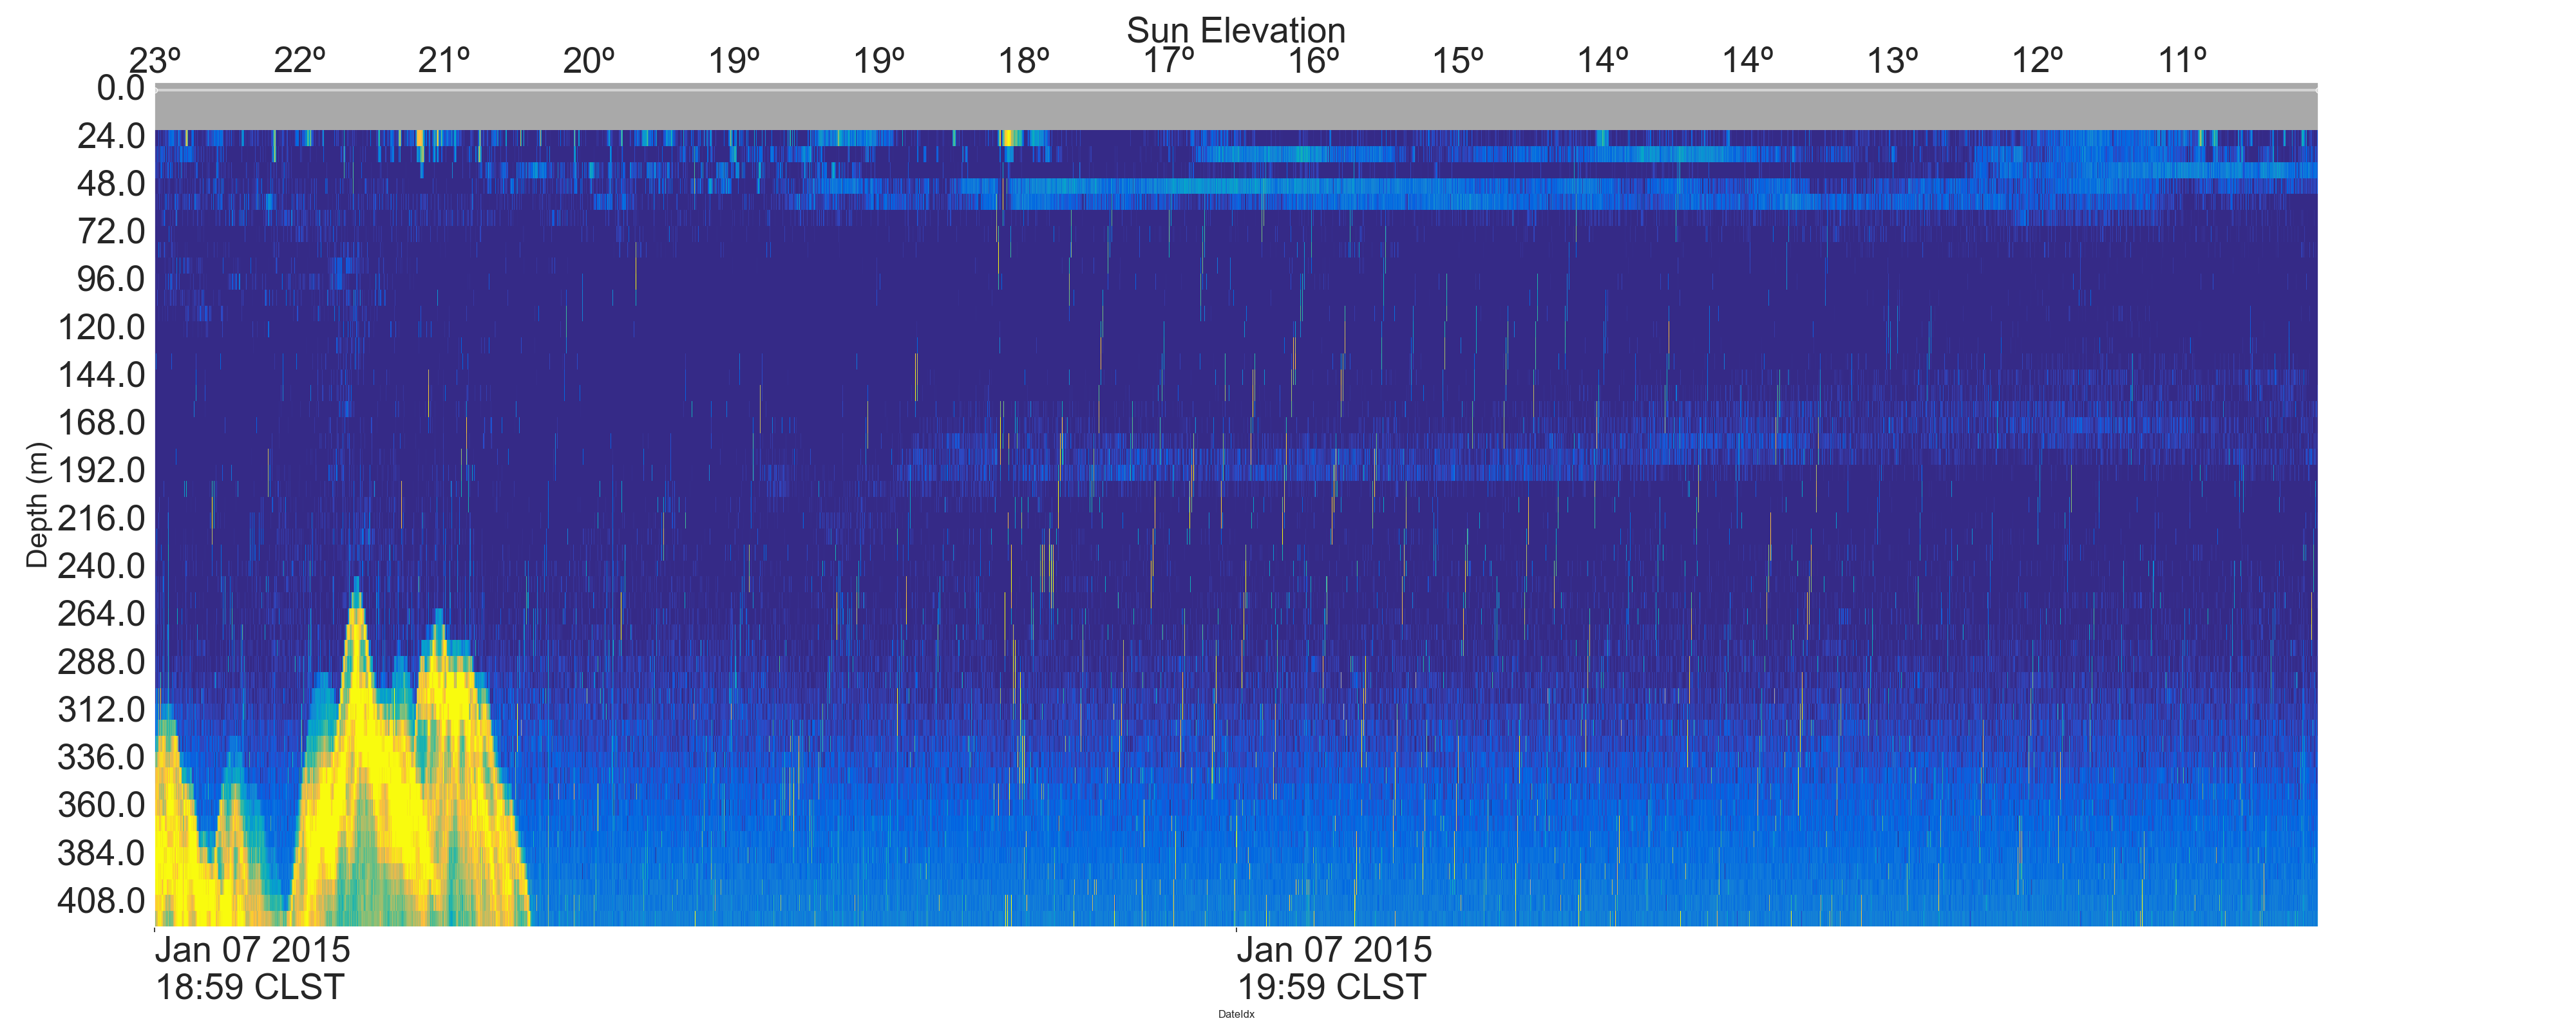 Sun Elevation
23º 22º 21º 20º 19º 19º 18º 17º 16º 15º 14º 14º 13º 12º 11º
0.0
24.0
48.0
72.0
96.0
120.0
144.0
168.0
192.0
216.0
240.0
264.0
288.0
312.0
336.0
360.0
384.0
408.0
Depth (m)
Jan 07 2015
18:59 CLST
Jan 07 2015
19:59 CLST
DateIdx